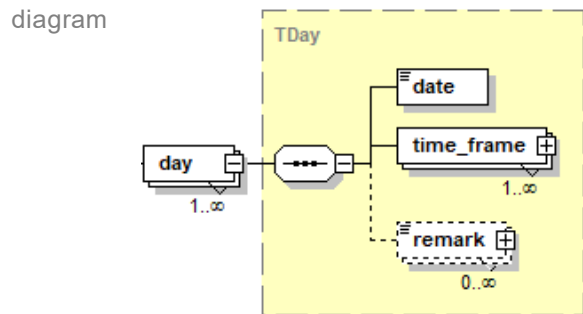 diagram
TDay
date
day
time_frame
1..∞
1..∞
remark
0..∞